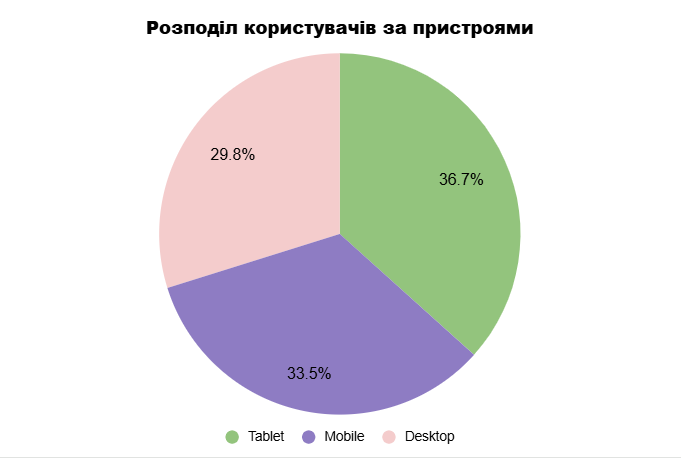 Розподіл користувачів за пристроями
29.8%
36.7%
33.5%
Tablet Mobile Desktop